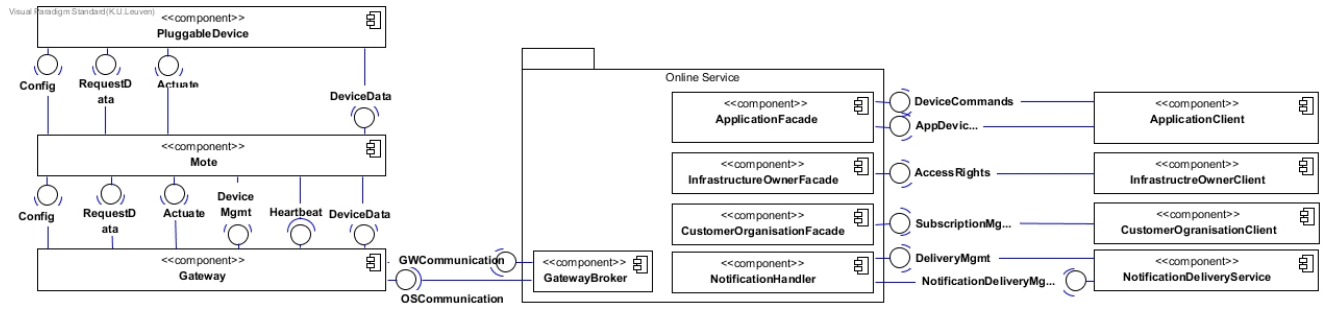 Visual Paradigm Standard(K.U.Leuven)
<<component>>
PluggableDevice
Config
RequestD
ata
Actuate
DeviceData
<<component>>
Mote
Config
RequestD
ata
Actuate
Device
Mgmt
Heartbeat
DeviceData
<<component>>
Gateway
GWCommunication
OSCommunication
Online Service
<<component>>
GatewayBroker
<<component>>
ApplicationFacade
<<component>>
InfrastructureOwnerFacade
<<component>>
CustomerOrganisationFacade
<<component>>
NotificationHandler
DeviceCommands
AppDevic...
AccessRights
SubscriptionMg...
DeliveryMgmt
NotificationDeliveryMg...
<<component>>
ApplicationClient
<<component>>
InfrastructreOwnerClient
<<component>>
CustomerOgranisationClient
<<component>>
NotificationDeliveryService